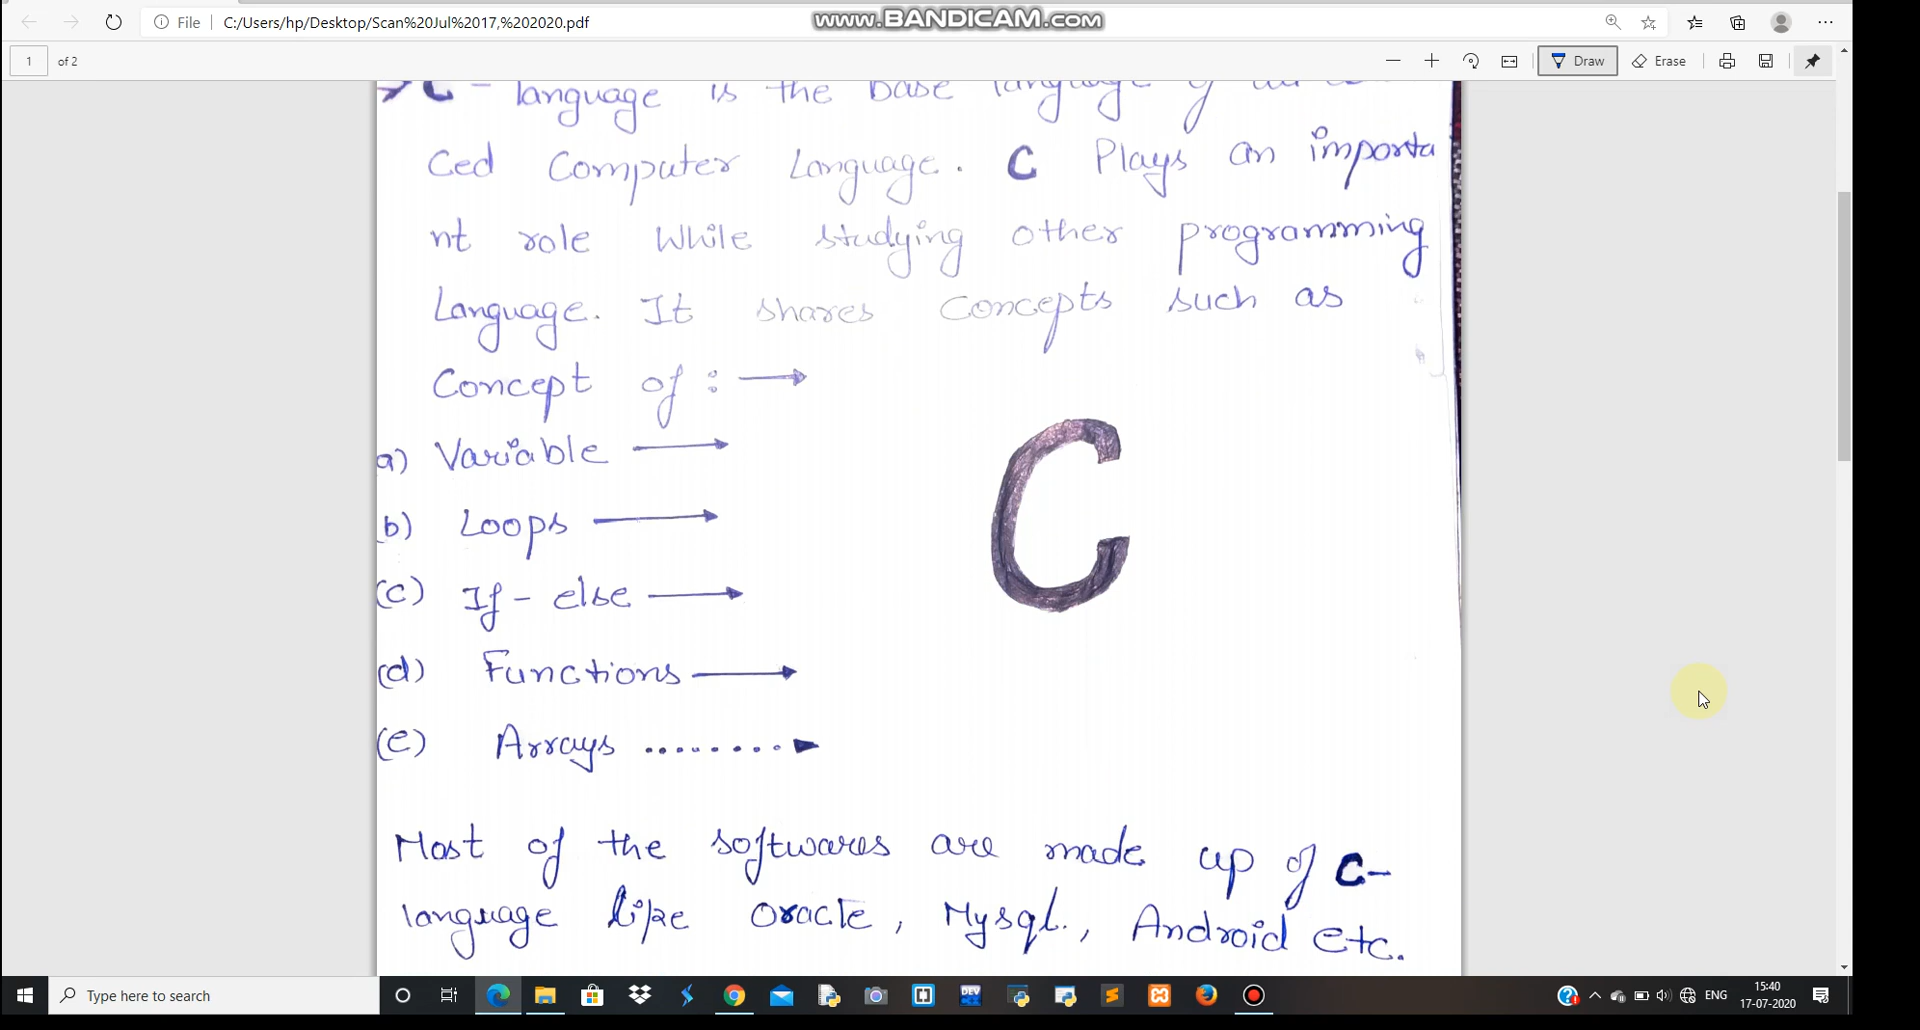 File C:/Users/hp/Desktop/Scan%20Jul%2017,%202020.pdf
www.BANDICAM.com
1 of 2
Draw
Erase
C - language is the base language of
Ced Computer Language. C Plays an importa
nt role While studying other programming
Language. It shares Concepts such as
Concept of :
a) Variable
b) Loops
(c) If - else
(d) Functions
(e) Arrays ........
Most of the softwares are made up of C-
language like oracle, Mysql., Android etc.
Type here to search
DEV
ENG
15:40
17-07-2020